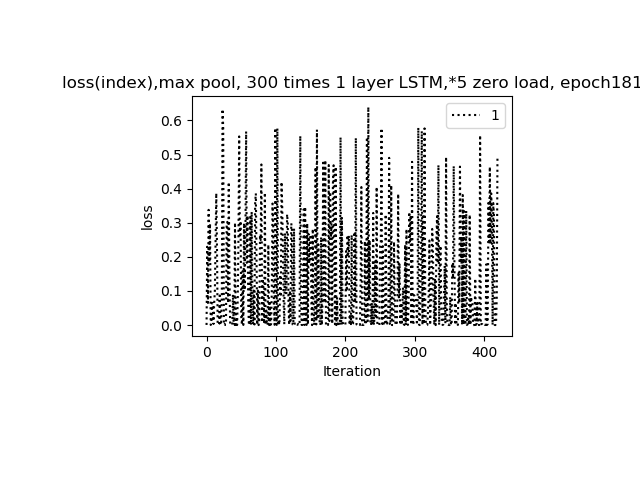 loss(index),max pool, 300 times 1 layer LSTM,*5 zero load, epoch181
1
0.6
0.5
0.4
0.3
0.2
0.1
0.0
loss
0 100 200 300 400
Iteration